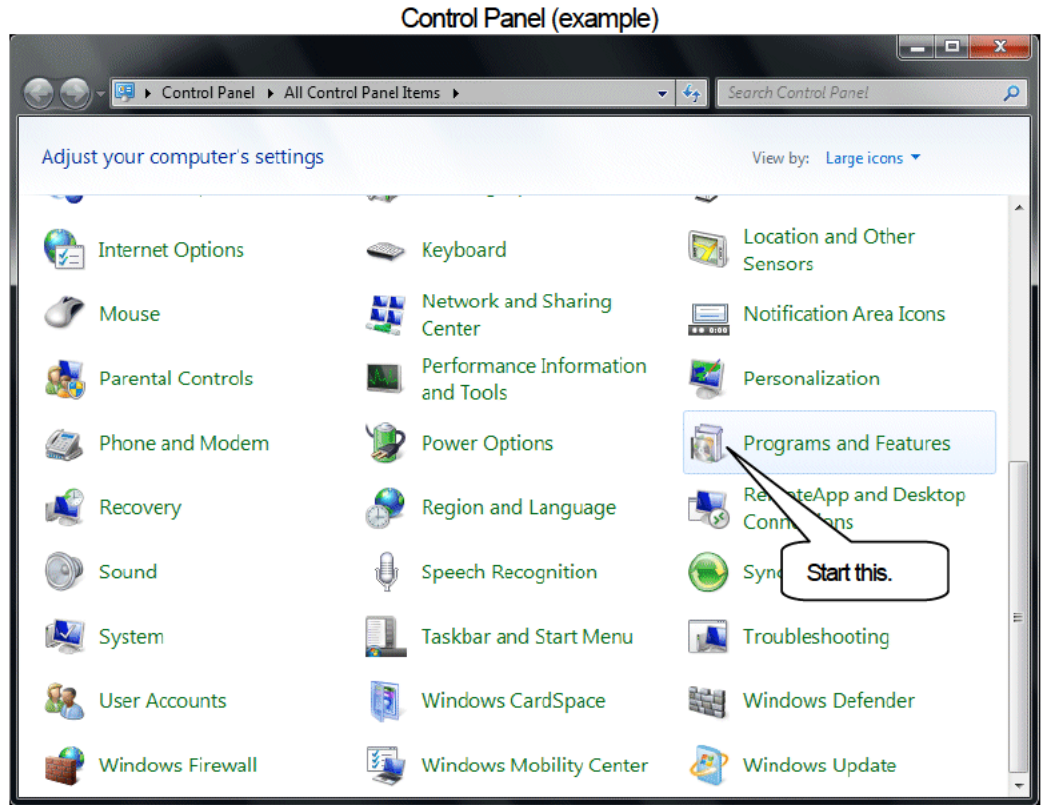 Control Panel (example)
Control Panel All Control Panel Items
Search Control Panel
Adjust your computer's settings
View by: Large icons
Internet Options
Keyboard
Location and Other
Sensors
Mouse
Network and Sharing
Center
Notification Area Icons
Parental Controls
Performance Information
and Tools
Personalization
Phone and Modem
Power Options
Programs and Features
Recovery
Region and Language
RemoteApp and Desktop
Sound
Speech Recognition
Start this.
System
Taskbar and Start Menu
Troubleshooting
User Accounts
Windows CardSpace
Windows Defender
Windows Firewall
Windows Mobility Center
Windows Update